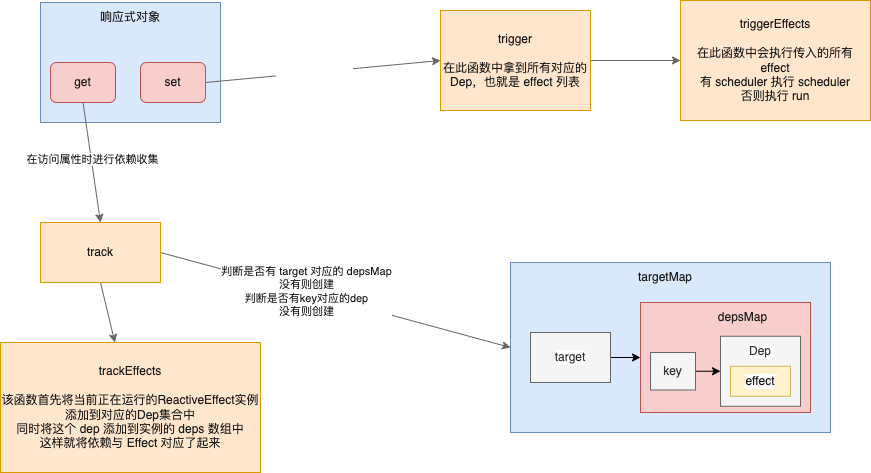 响应式对象
get
set
trigger
在此函数中拿到所有对应的
Dep，也就是 effect 列表
triggerEffects
在此函数中会执行传入的所有
effect
有 scheduler 执行 scheduler
否则执行 run
在访问属性时进行依赖收集
track
判断是否有 target 对应的 depsMap
没有则创建
判断是否有key对应的dep
没有则创建
targetMap
depsMap
target
key
Dep
effect
trackEffects
该函数首先将当前正在运行的ReactiveEffect实例
添加到对应的Dep集合中
同时将这个 dep 添加到实例的 deps 数组中
这样就将依赖与 Effect 对应了起来